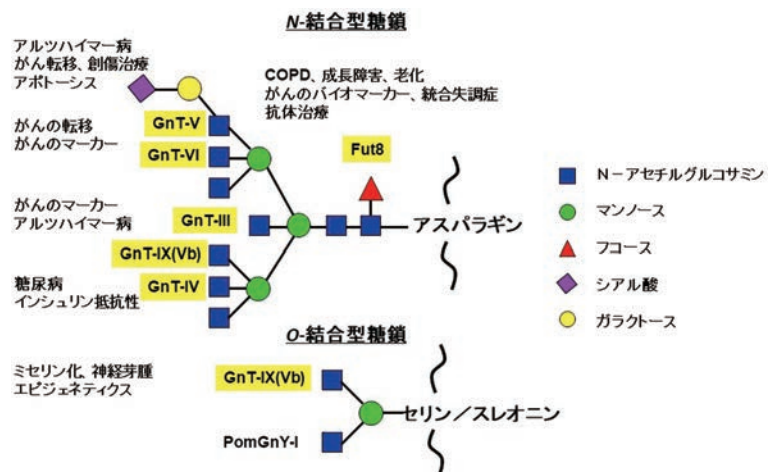 N-結合型糖鎖
アルツハイマー病
がん転移、創傷治療
アポトーシス
COPD、成長障害、老化
がんのバイオマーカー、統合失調症
抗体治療
がんの転移
がんのマーカー
GnT-V
GnT-VI
Fut8
がんのマーカー
アルツハイマー病
GnT-III
アスパラギン
GnT-IX(Vb)
糖尿病
インシュリン抵抗性
GnT-IV
N－アセチルグルコサミン
マンノース
フコース
シアル酸
ガラクトース
O-結合型糖鎖
ミセリン化、神経芽腫
エピジェネティクス
GnT-IX(Vb)
セリン／スレオニン
PomGnY-I